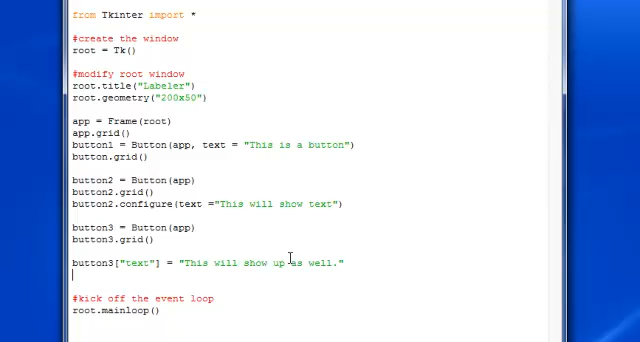 from Tkinter import *
#create the window
root = Tk()
#modify root window
root.title("Labeler")
root.geometry("200x50")
app = Frame(root)
app.grid()
button1 = Button(app, text = "This is a button")
button.grid()
button2 = Button(app)
button2.grid()
button2.configure(text ="This will show text")
button3 = Button(app)
button3.grid()
button3["text"] = "This will show up as well."
#kick off the event loop
root.mainloop()